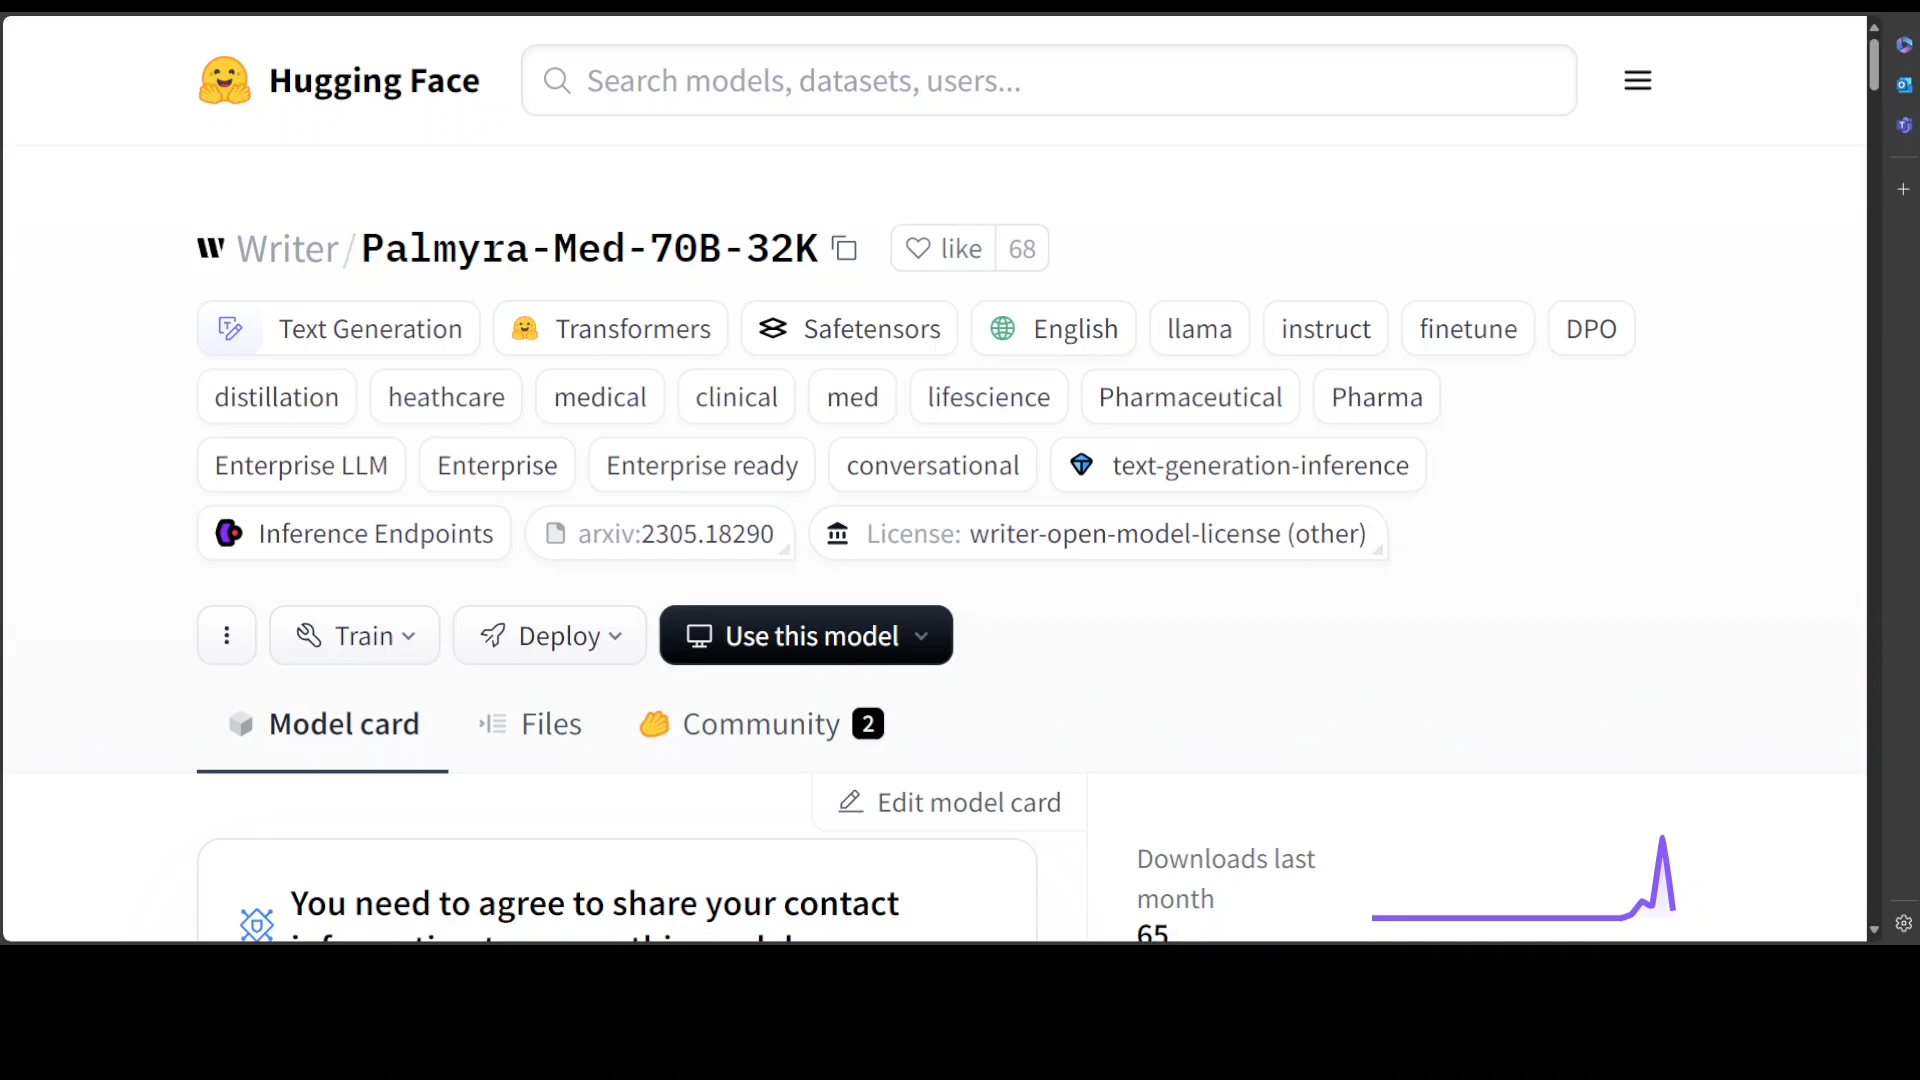 Hugging Face Search models, datasets, users...
W Writer/Palmyra-Med-70B-32K like 68
Text Generation Transformers Safetensors English llama instruct finetune DPO
distillation heathcare medical clinical med lifescience Pharmaceutical Pharma
Enterprise LLM Enterprise Enterprise ready conversational text-generation-inference
Inference Endpoints arxiv:2305.18290 License: writer-open-model-license (other)
Train Deploy Use this model
Model card Files Community 2
Edit model card
You need to agree to share your contact
Downloads last
month
65